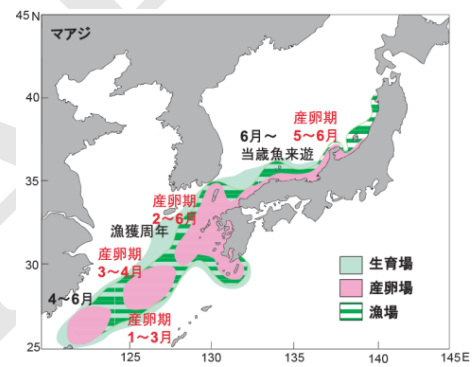 45N
マアジ
40
35
30
25
6月～
当歳魚来遊
産卵期
5～6月
産卵期
2～6月
漁獲周年
産卵期
3～4月
4～6月
産卵期
1～3月
生育場
産卵場
漁場
125
130
135
140
145E